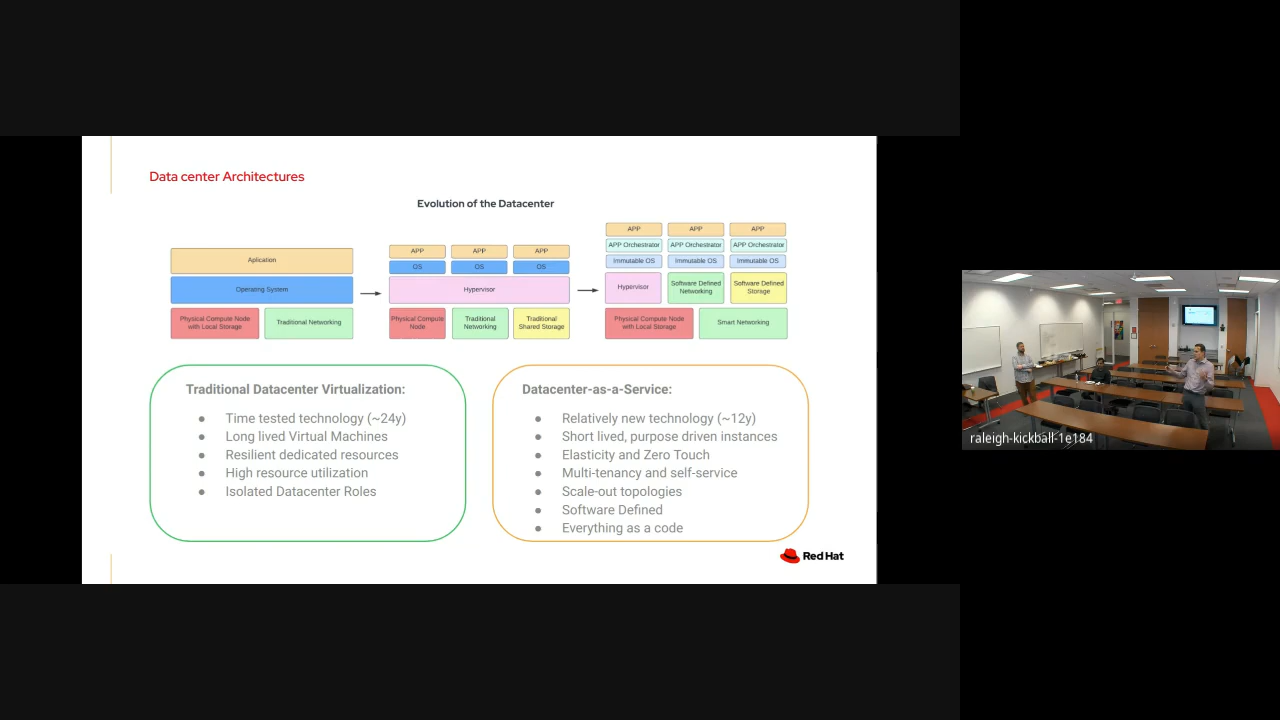 Data center Architectures
Evolution of the Datacenter
Aplication
Operating System
Physical Compute Node
with Local Storage
Traditional Networking
APP APP APP
OS OS OS
Hypervisor
Physical Compute
Node
Traditional
Networking
Traditional
Shared Storage
APP APP APP
APP Orchestrator APP Orchestrator APP Orchestrator
Immutable OS Immutable OS Immutable OS
Hypervisor
Software Defined
Networking
Software Defined
Storage
Physical Compute Node
with Local Storage
Smart Networking
Traditional Datacenter Virtualization:
● Time tested technology (~24y)
● Long lived Virtual Machines
● Resilient dedicated resources
● High resource utilization
● Isolated Datacenter Roles
Datacenter-as-a-Service:
● Relatively new technology (~12y)
● Short lived, purpose driven instances
● Elasticity and Zero Touch
● Multi-tenancy and self-service
● Scale-out topologies
● Software Defined
● Everything as a code
Red Hat
raleigh-kickball-1e184